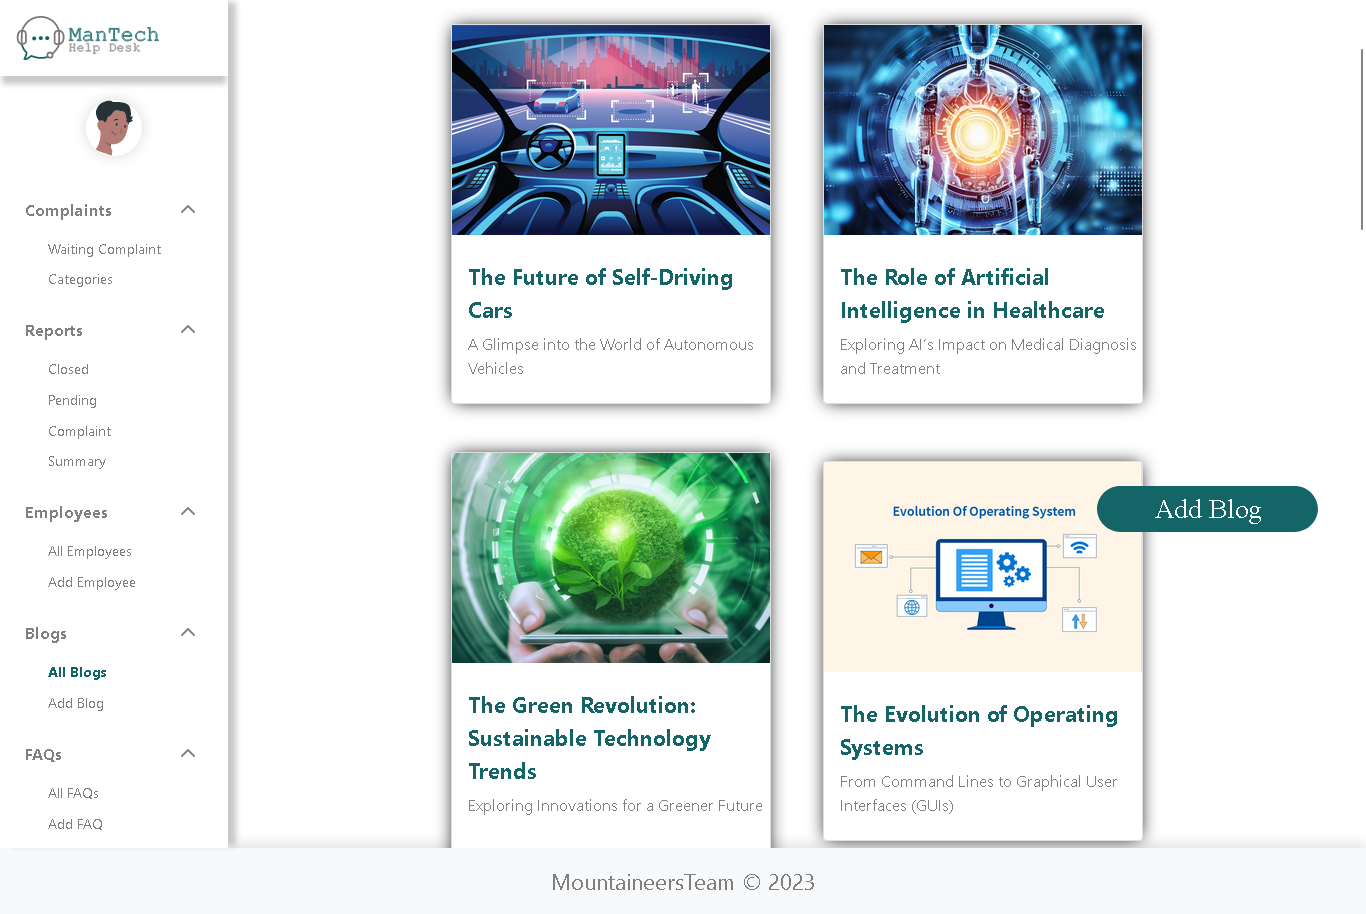 ManTech
Help Desk
Complaints
Waiting Complaint
Categories
Reports
Closed
Pending
Complaint
Summary
Employees
All Employees
Add Employee
Blogs
All Blogs
Add Blog
FAQs
All FAQs
Add FAQ
The Future of Self-Driving
Cars
A Glimpse into the World of Autonomous
Vehicles
The Role of Artificial
Intelligence in Healthcare
Exploring AI's Impact on Medical Diagnosis
and Treatment
The Green Revolution:
Sustainable Technology
Trends
Exploring Innovations for a Greener Future
Evolution Of Operating System
The Evolution of Operating
Systems
From Command Lines to Graphical User
Interfaces (GUIs)
Add Blog
MountaineersTeam © 2023